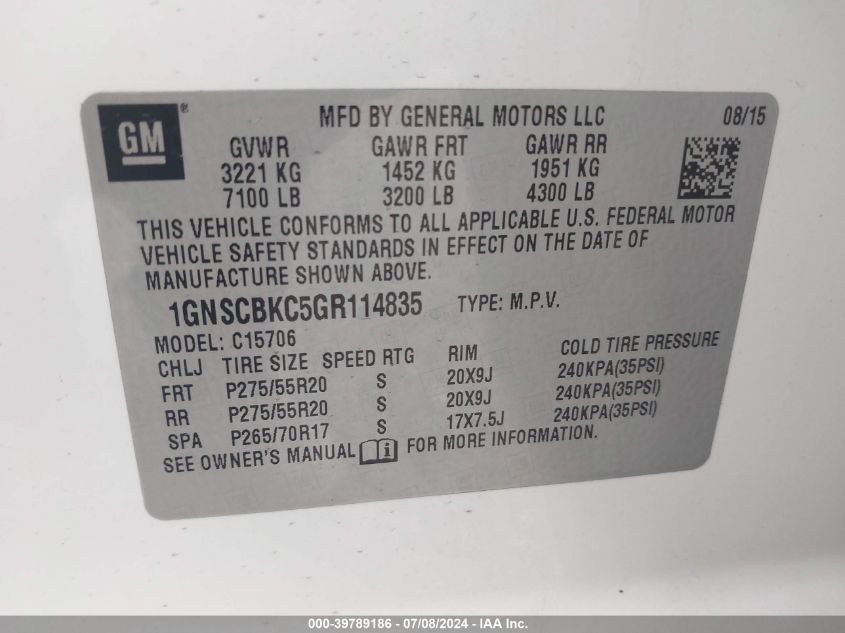 GM® MFD BY GENERAL MOTORS LLC 08/15
GVWR GAWR FRT GAWR RR
3221 KG 1452 KG 1951 KG
7100 LB 3200 LB 4300 LB
THIS VEHICLE CONFORMS TO ALL APPLICABLE U.S. FEDERAL MOTOR
VEHICLE SAFETY STANDARDS IN EFFECT ON THE DATE OF
MANUFACTURE SHOWN ABOVE.
1GNSCBKC5GR114835 TYPE: M.P.V.
MODEL: C15706
CHLJ TIRE SIZE SPEED RTG RIM COLD TIRE PRESSURE
FRT P275/55R20 S 20X9J 240KPA(35PSI)
RR P275/55R20 S 20X9J 240KPA(35PSI)
SPA P265/70R17 S 17X7.5J 240KPA(35PSI)
SEE OWNER'S MANUAL i FOR MORE INFORMATION.
000-39789186 - 07/08/2024 - IAA Inc.